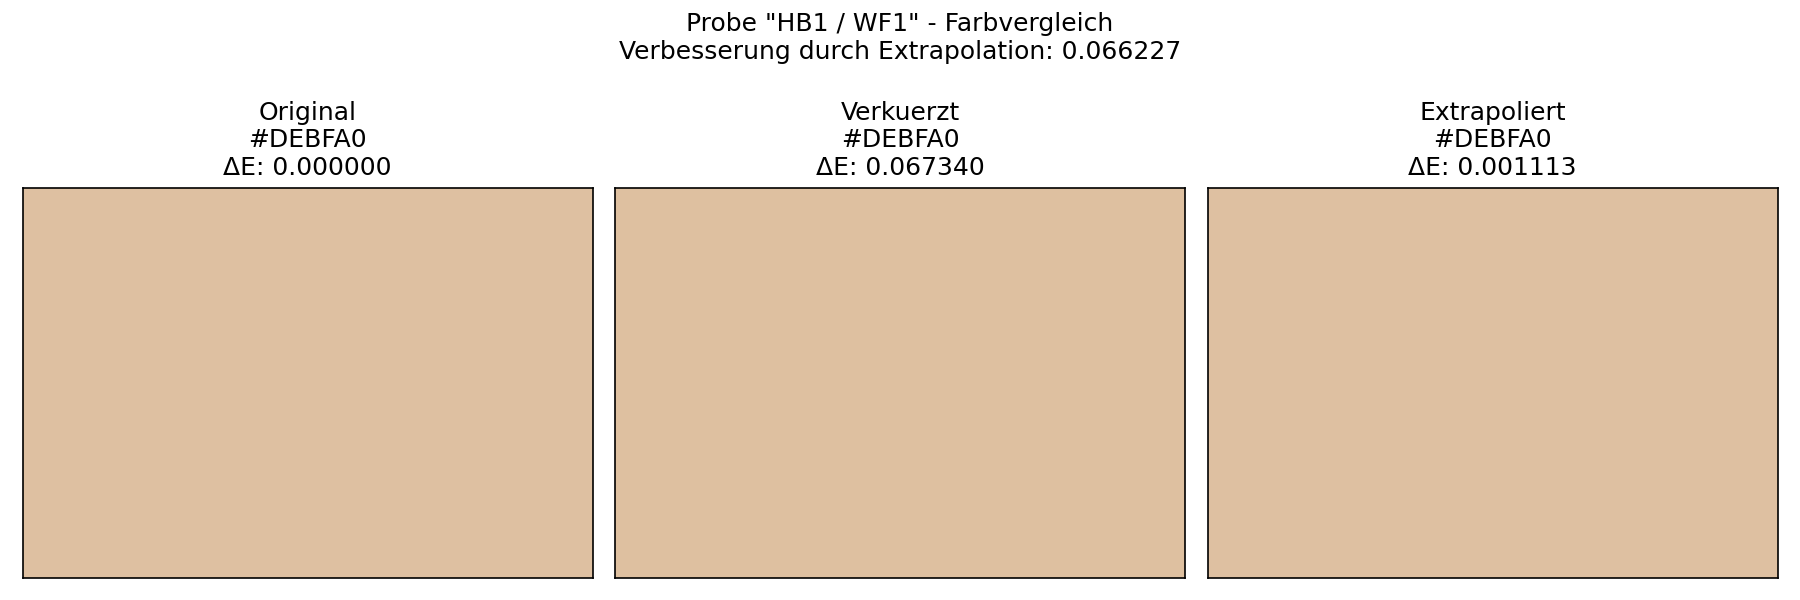 Probe "HB1 / WF1" - Farbvergleich
Verbesserung durch Extrapolation: 0.066227
Original
#DEBFA0
ΔE: 0.000000
Verkuerzt
#DEBFA0
ΔE: 0.067340
Extrapoliert
#DEBFA0
ΔE: 0.001113